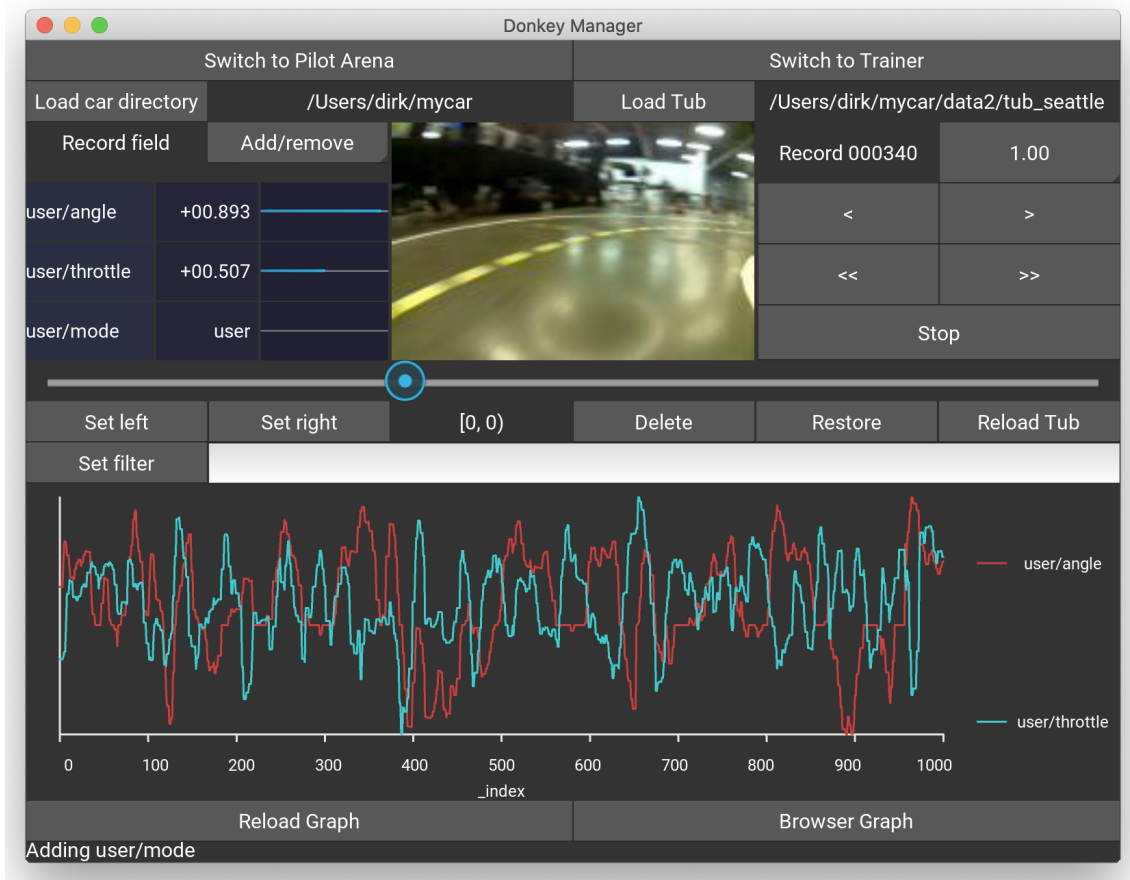 Donkey Manager
Switch to Pilot Arena Switch to Trainer
Load car directory /Users/dirk/mycar Load Tub /Users/dirk/mycar/data2/tub_seattle
Record field Add/remove Record 000340 1.00
user/angle +00.893 < >
user/throttle +00.507 << >>
user/mode user Stop
Set left Set right [0, 0) Delete Restore Reload Tub
Set filter
user/angle
user/throttle
0 100 200 300 400 500 600 700 800 900 1000
_index
Reload Graph Browser Graph
Adding user/mode